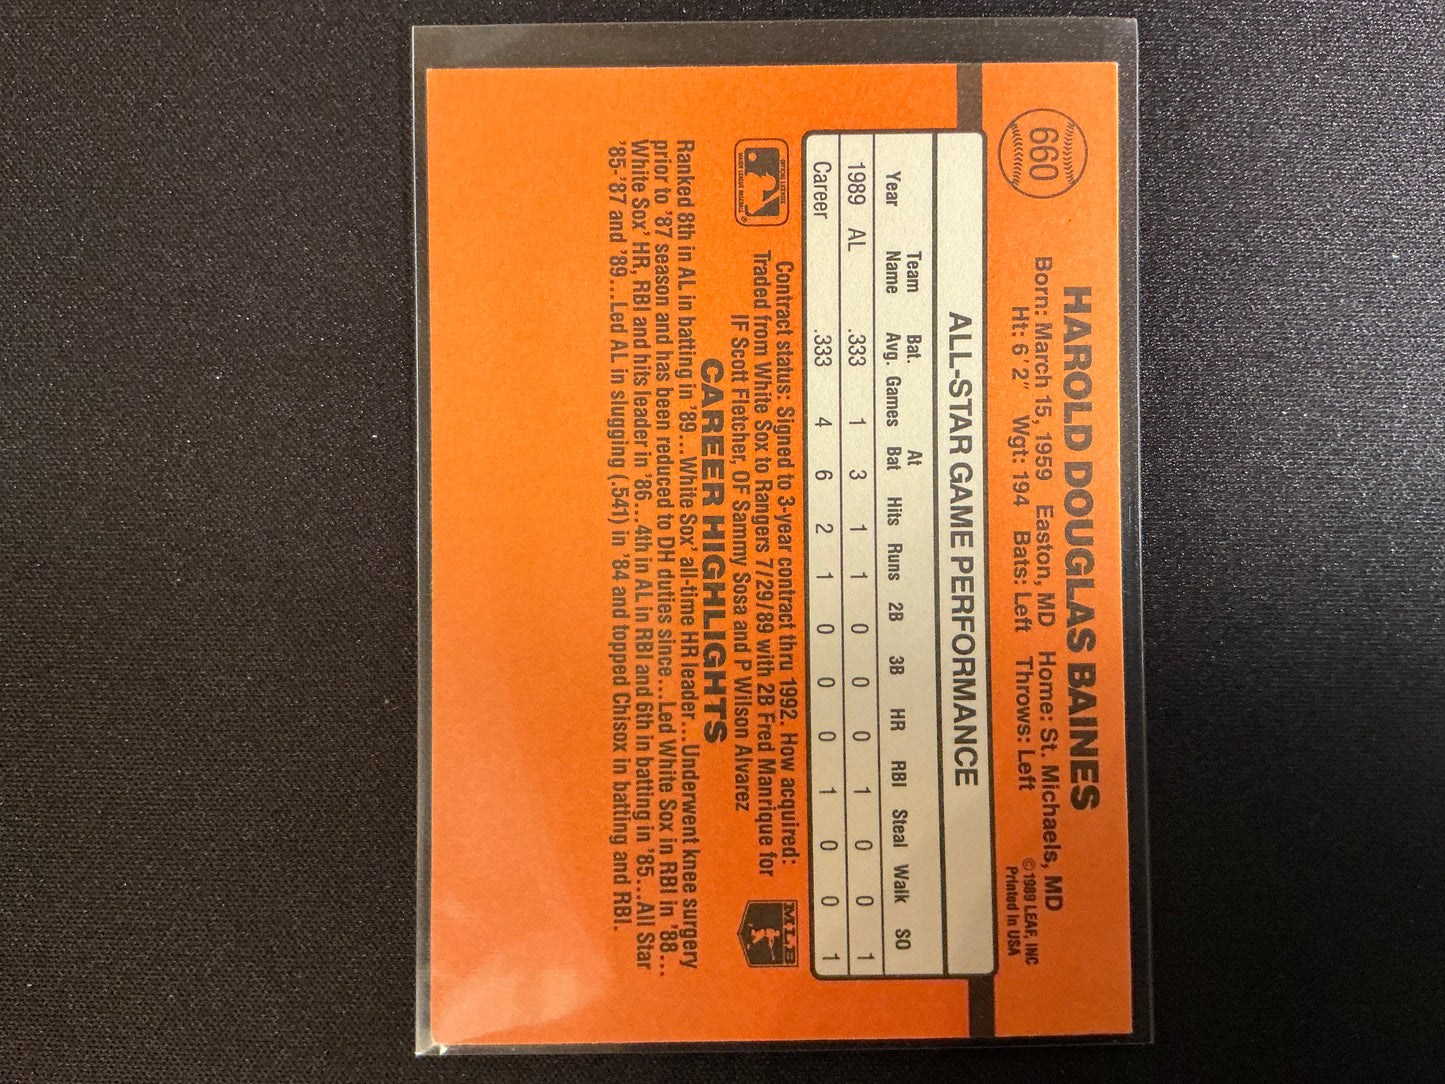 660
HAROLD DOUGLAS BAINES
Born: March 15, 1959 Easton, MD Home: St. Michaels, MD
Ht: 6'2" Wgt: 194 Bats: Left Throws: Left
©1989 LEAF, INC
Printed in USA
ALL-STAR GAME PERFORMANCE
Team Bat. At
Year Name Avg. Games Bat Hits Runs 2B 3B HR RBI Steal Walk SO
1989 AL .333 1 3 1 1 0 0 0 1 0 0 1
Career .333 4 6 2 1 0 0 0 1 0 0 1
OFFICIAL LICENSEE
MAJOR LEAGUE BASEBALL
Contract status: Signed to 3-year contract thru 1992. How acquired:
Traded from White Sox to Rangers 7/29/89 with 2B Fred Manrique for
IF Scott Fletcher, OF Sammy Sosa and P Wilson Alvarez
MLB
CAREER HIGHLIGHTS
Ranked 8th in AL in batting in '89...White Sox' all-time HR leader...Underwent knee surgery
prior to '87 season and has been reduced to DH duties since...Led White Sox in RBI in '88...
White Sox' HR, RBI and hits leader in '86...4th in AL in RBI and 6th in batting in '85...All Star
'85-'87 and '89...Led AL in slugging (.541) in '84 and topped Chisox in batting and RBI.